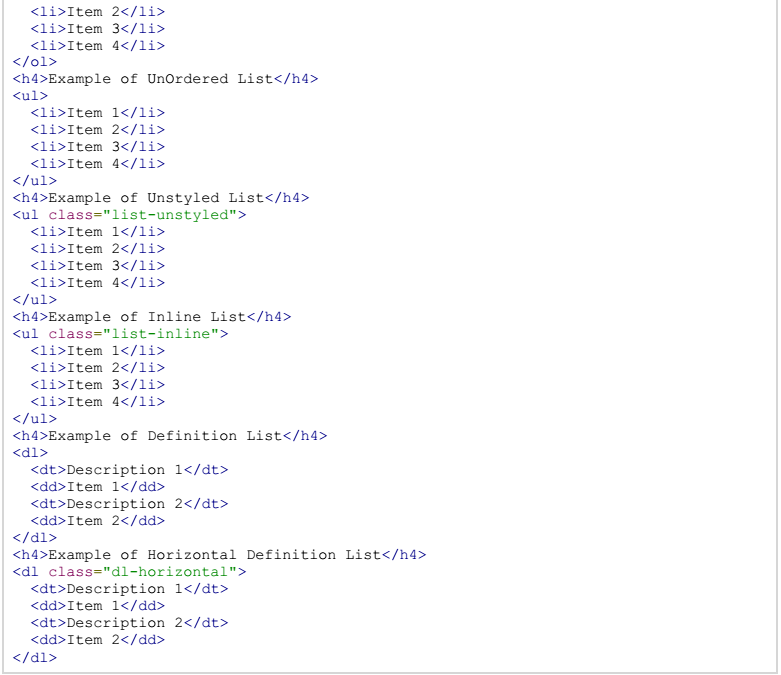 <li>Item 2</li>
  <li>Item 3</li>
  <li>Item 4</li>
</ol>
<h4>Example of UnOrdered List</h4>
<ul>
  <li>Item 1</li>
  <li>Item 2</li>
  <li>Item 3</li>
  <li>Item 4</li>
</ul>
<h4>Example of Unstyled List</h4>
<ul class="list-unstyled">
  <li>Item 1</li>
  <li>Item 2</li>
  <li>Item 3</li>
  <li>Item 4</li>
</ul>
<h4>Example of Inline List</h4>
<ul class="list-inline">
  <li>Item 1</li>
  <li>Item 2</li>
  <li>Item 3</li>
  <li>Item 4</li>
</ul>
<h4>Example of Definition List</h4>
<dl>
  <dt>Description 1</dt>
  <dd>Item 1</dd>
  <dt>Description 2</dt>
  <dd>Item 2</dd>
</dl>
<h4>Example of Horizontal Definition List</h4>
<dl class="dl-horizontal">
  <dt>Description 1</dt>
  <dd>Item 1</dd>
  <dt>Description 2</dt>
  <dd>Item 2</dd>
</dl>